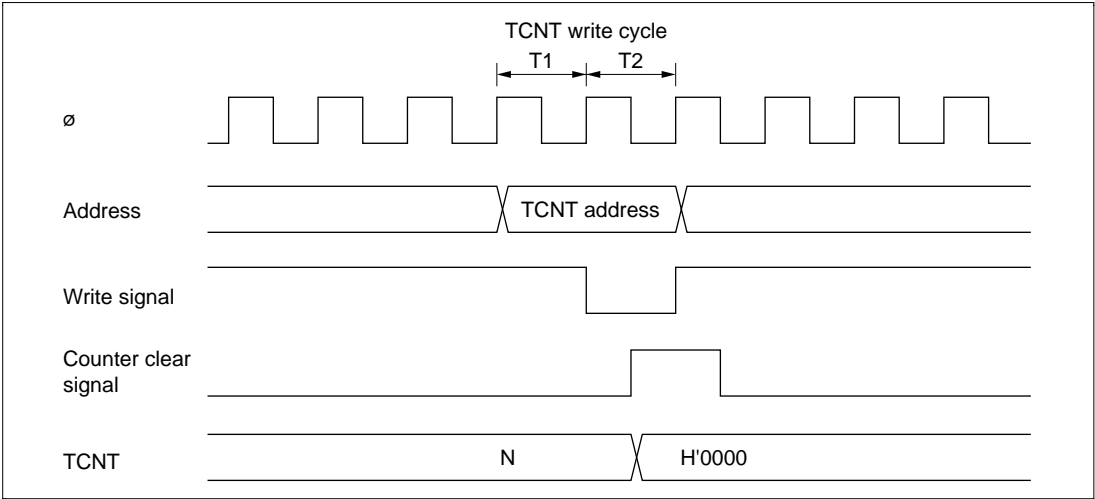 TCNT write cycle
T1 T2
ø
Address TCNT address
Write signal
Counter clear
signal
TCNT N H'0000